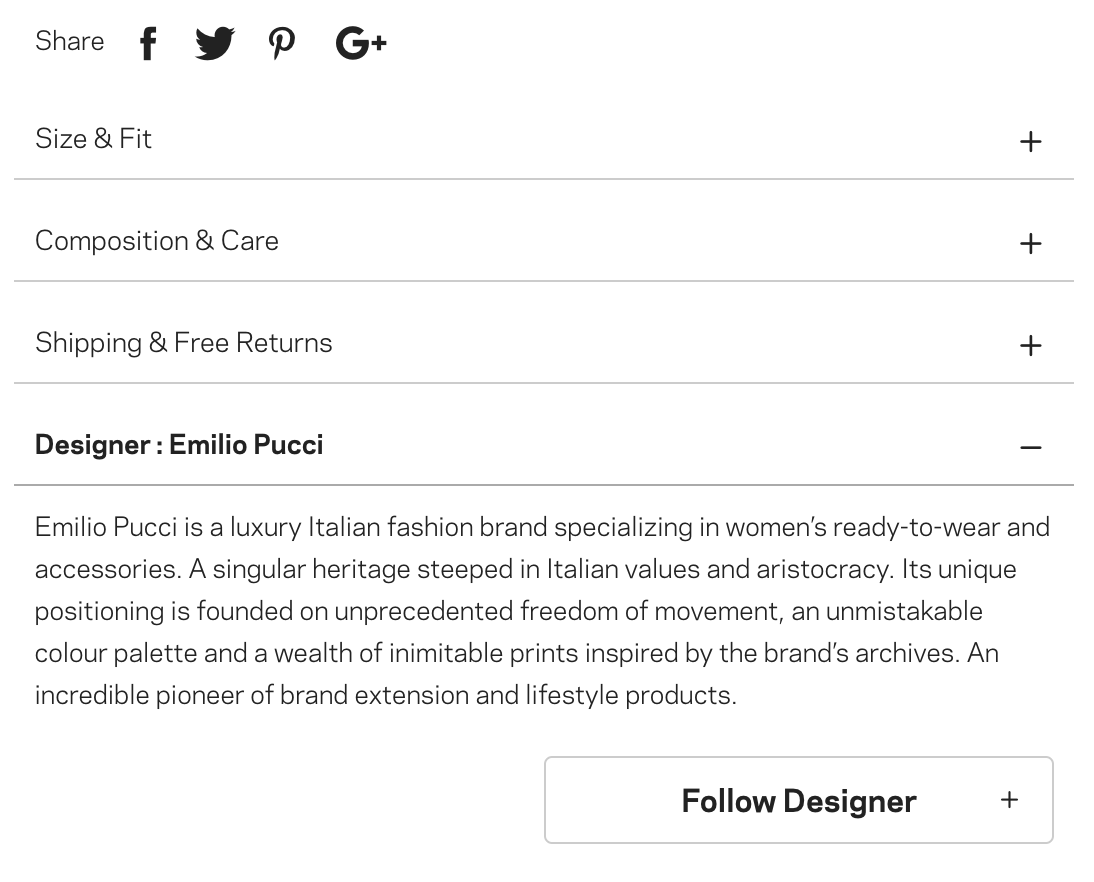 Share G+
Size & Fit
Composition & Care
Shipping & Free Returns
Designer : Emilio Pucci
Emilio Pucci is a luxury Italian fashion brand specializing in women’s ready-to-wear and
accessories. A singular heritage steeped in Italian values and aristocracy. Its unique
positioning is founded on unprecedented freedom of movement, an unmistakable
colour palette and a wealth of inimitable prints inspired by the brand’s archives. An
incredible pioneer of brand extension and lifestyle products.
Follow Designer +